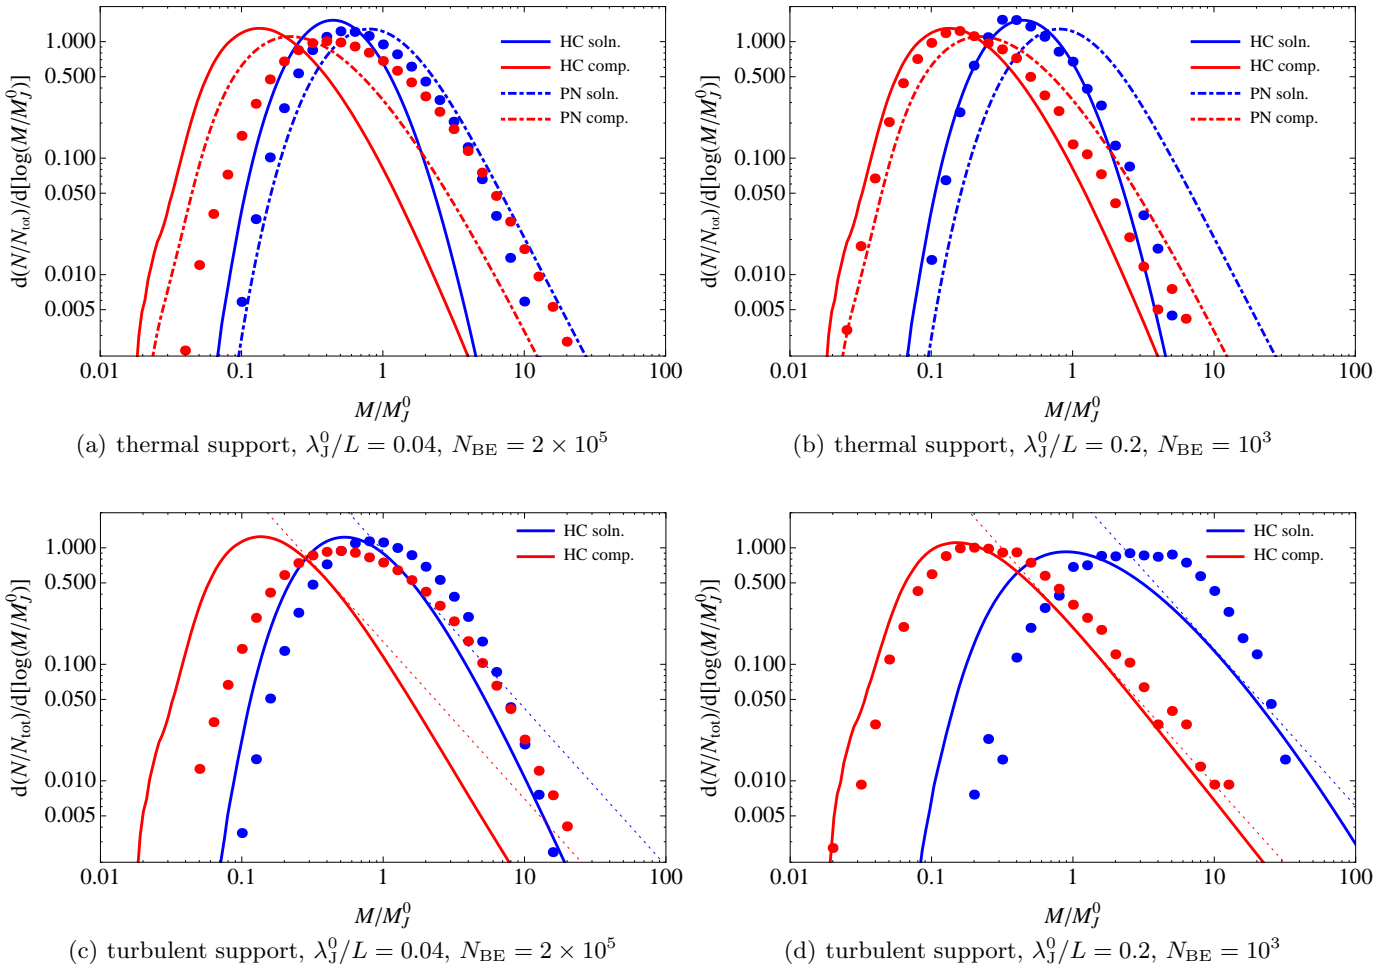 d(N/N_tot)/d[log(M/M_J^0)]
1.000
0.500
0.100
0.050
0.010
0.005
HC soln.
HC comp.
PN soln.
PN comp.
0.01 0.1 1 10 100
M/M_J^0
(a) thermal support, λ_J^0/L = 0.04, N_BE = 2 × 10^5
d(N/N_tot)/d[log(M/M_J^0)]
1.000
0.500
0.100
0.050
0.010
0.005
HC soln.
HC comp.
PN soln.
PN comp.
0.01 0.1 1 10 100
M/M_J^0
(b) thermal support, λ_J^0/L = 0.2, N_BE = 10^3
d(N/N_tot)/d[log(M/M_J^0)]
1.000
0.500
0.100
0.050
0.010
0.005
HC soln.
HC comp.
0.01 0.1 1 10 100
M/M_J^0
(c) turbulent support, λ_J^0/L = 0.04, N_BE = 2 × 10^5
d(N/N_tot)/d[log(M/M_J^0)]
1.000
0.500
0.100
0.050
0.010
0.005
HC soln.
HC comp.
0.01 0.1 1 10 100
M/M_J^0
(d) turbulent support, λ_J^0/L = 0.2, N_BE = 10^3